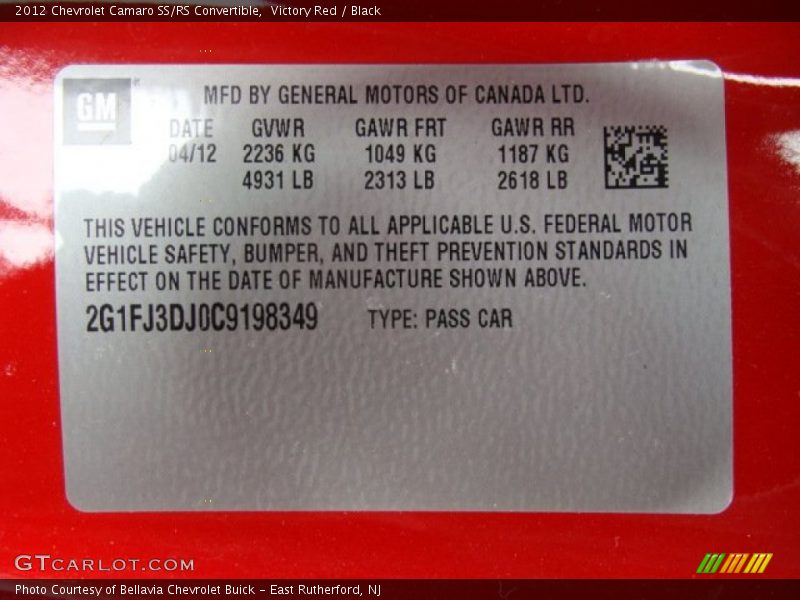 2012 Chevrolet Camaro SS/RS Convertible, Victory Red / Black
GM
MFD BY GENERAL MOTORS OF CANADA LTD.
DATE GVWR GAWR FRT GAWR RR
04/12 2236 KG 1049 KG 1187 KG
4931 LB 2313 LB 2618 LB
THIS VEHICLE CONFORMS TO ALL APPLICABLE U.S. FEDERAL MOTOR
VEHICLE SAFETY, BUMPER, AND THEFT PREVENTION STANDARDS IN
EFFECT ON THE DATE OF MANUFACTURE SHOWN ABOVE.
2G1FJ3DJ0C9198349 TYPE: PASS CAR
GTCARLOT.COM
Photo Courtesy of Bellavia Chevrolet Buick - East Rutherford, NJ